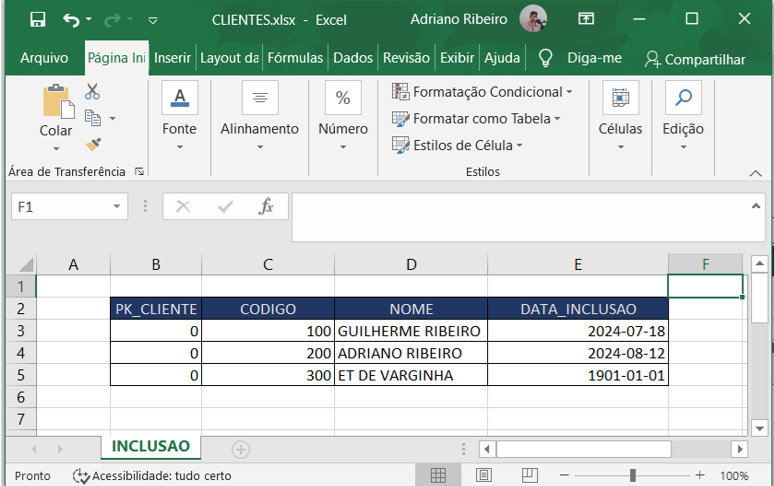 CLIENTES.xlsx - Excel
Adriano Ribeiro
Arquivo Página Ini Inserir Layout da Fórmulas Dados Revisão Exibir Ajuda Diga-me Compartilhar
Colar
Área de Transferência
Fonte
Alinhamento
%
Número
Formatação Condicional
Formatar como Tabela
Estilos de Célula
Estilos
Células
Edição
F1 fx
A B C D E F
1
2 PK_CLIENTE CODIGO NOME DATA_INCLUSAO
3 0 100 GUILHERME RIBEIRO 2024-07-18
4 0 200 ADRIANO RIBEIRO 2024-08-12
5 0 300 ET DE VARGINHA 1901-01-01
6
7
INCLUSAO
Pronto Acessibilidade: tudo certo 100%